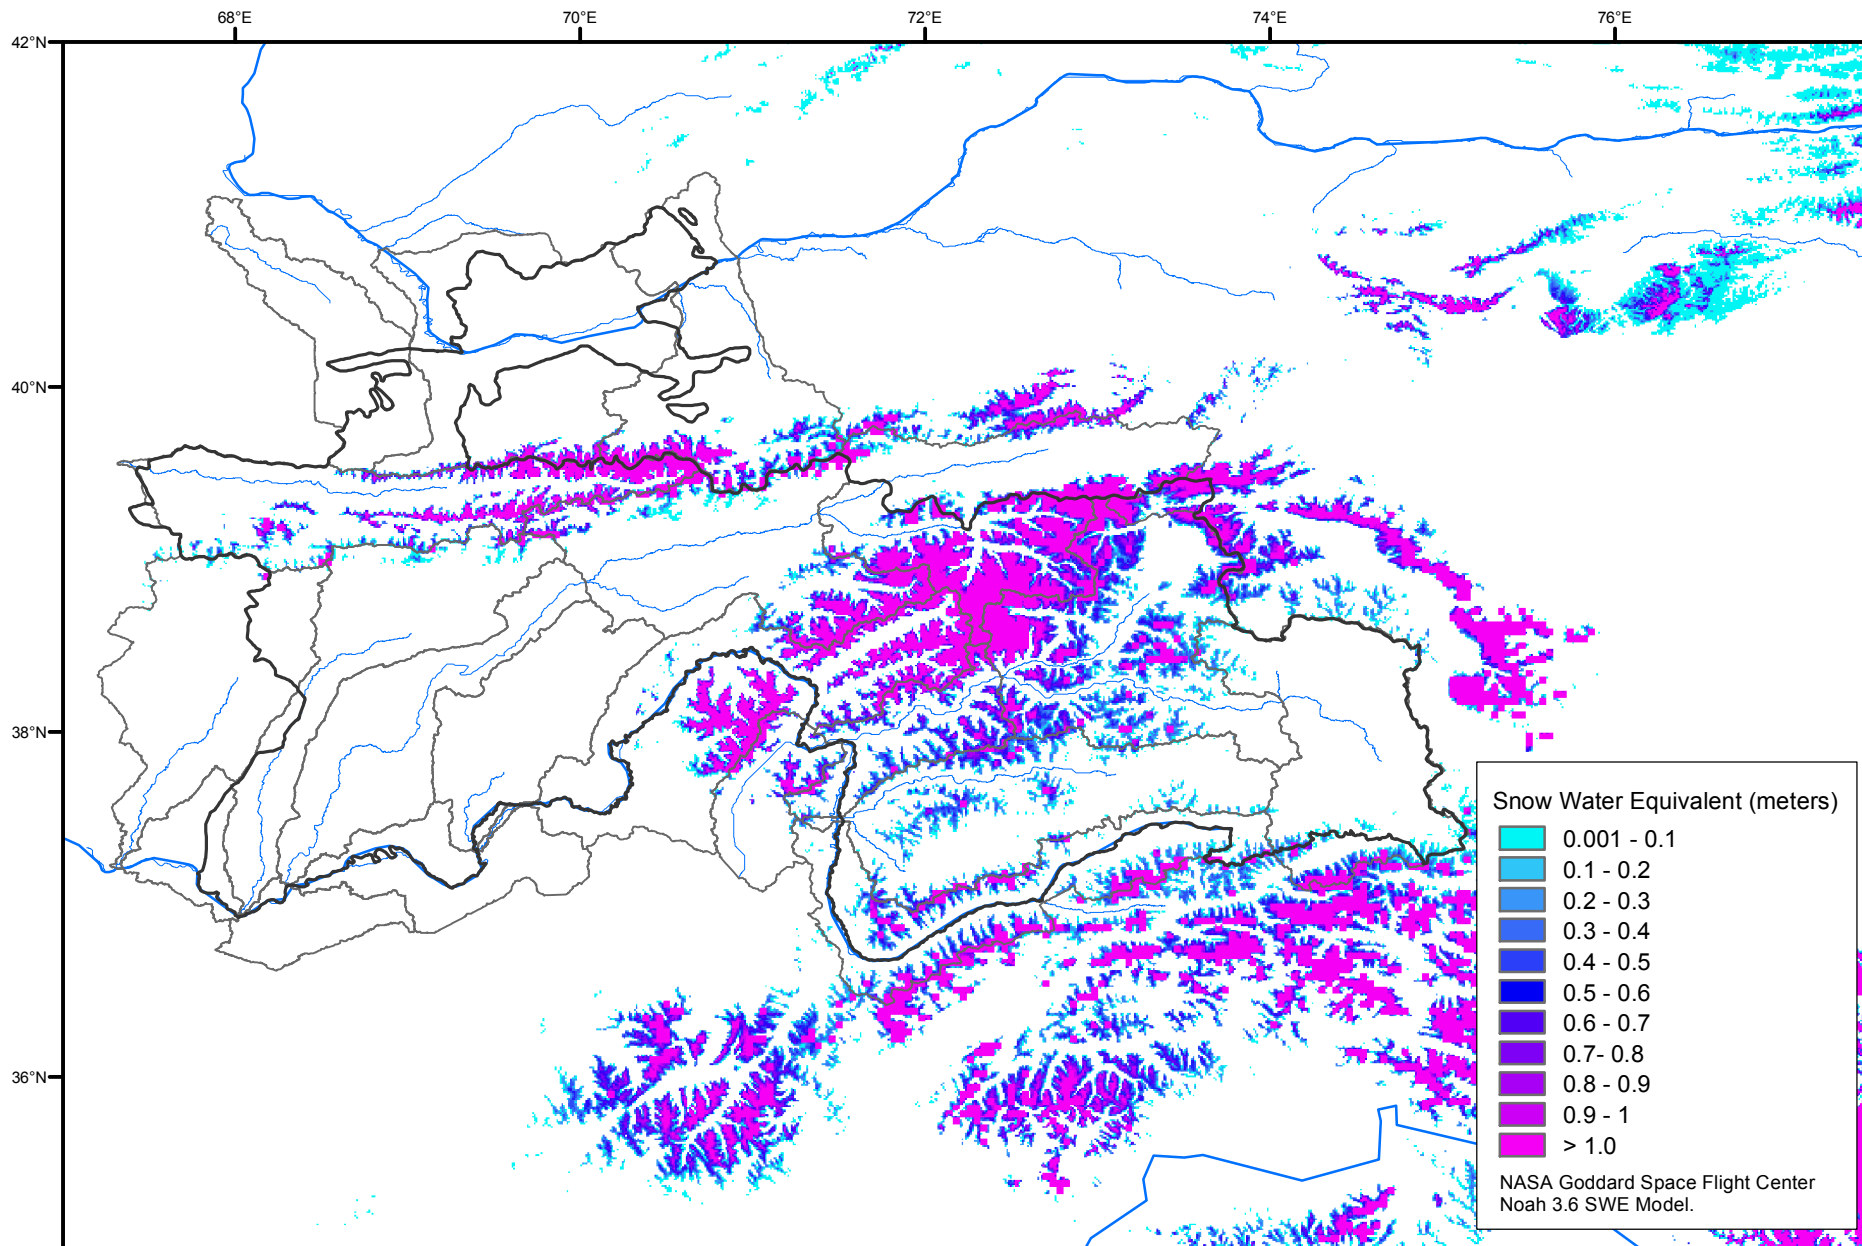 68°E
70°E
72°E
74°E
76°E
42°N
40°N
38°N
36°N
Snow Water Equivalent (meters)
0.001 - 0.1
0.1 - 0.2
0.2 - 0.3
0.3 - 0.4
0.4 - 0.5
0.5 - 0.6
0.6 - 0.7
0.7- 0.8
0.8 - 0.9
0.9 - 1
> 1.0
NASA Goddard Space Flight Center
Noah 3.6 SWE Model.